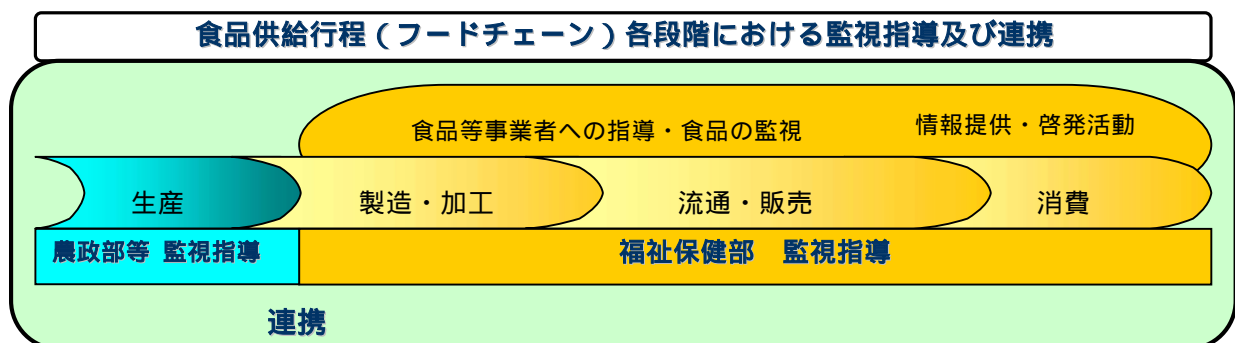 食品供給行程（フードチェーン）各段階における監視指導及び連携
食品等事業者への指導・食品の監視
情報提供・啓発活動
生産
製造・加工
流通・販売
消費
農政部等 監視指導
福祉保健部　監視指導
連携